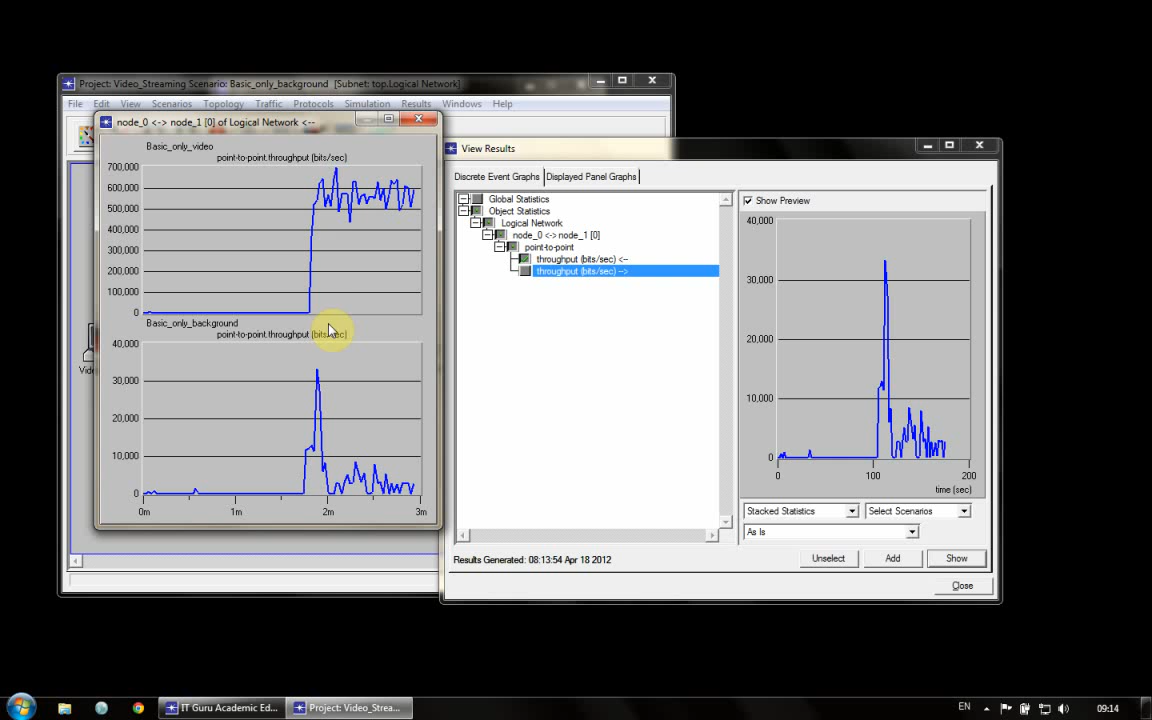 Project: Video_Streaming Scenario: Basic_only_background [Subnet: top.Logical Network]
File Edit View Scenarios Topology Traffic Protocols Simulation Results Windows Help
node_0 <-> node_1 [0] of Logical Network <--
Basic_only_video
point-to-point.throughput (bits/sec)
700,000
600,000
500,000
400,000
300,000
200,000
100,000
0
Basic_only_background
point-to-point.throughput (bits/sec)
40,000
30,000
20,000
10,000
0
0m 1m 2m 3m
View Results
Discrete Event Graphs Displayed Panel Graphs
Global Statistics
Object Statistics
Logical Network
node_0 <-> node_1 [0]
point-to-point
throughput (bits/sec) <--
throughput (bits/sec) -->
Show Preview
40,000
30,000
20,000
10,000
0
0 100 200
time (sec)
Stacked Statistics Select Scenarios
As Is
Results Generated: 08:13:54 Apr 18 2012
Unselect Add Show
Close
IT Guru Academic Ed... Project: Video_Strea... EN 09:14